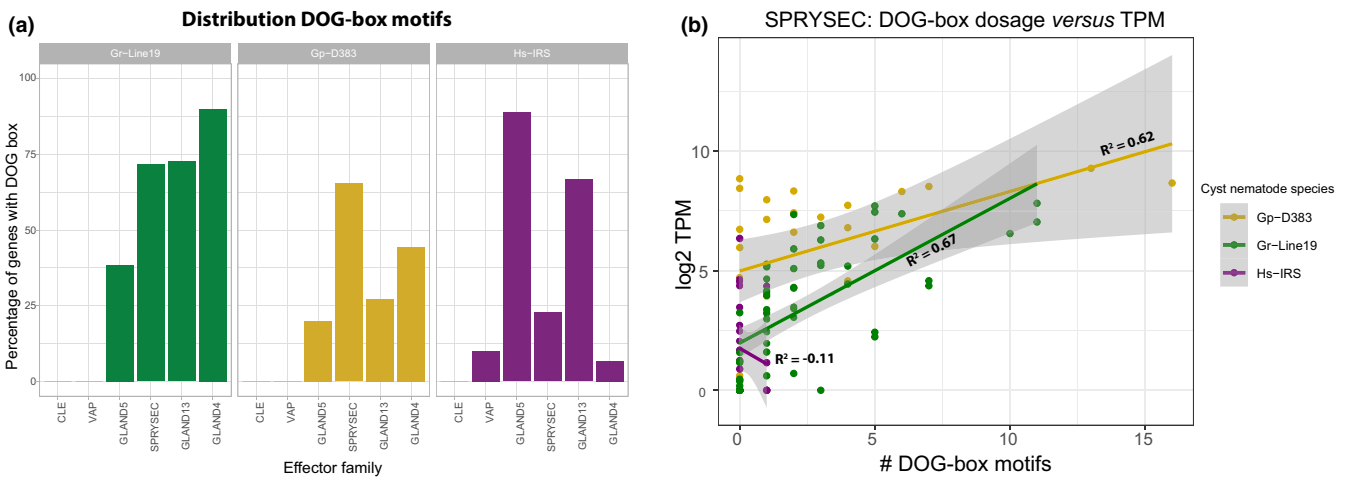 (a)
Distribution DOG-box motifs
Gr-Line19
Gp-D383
Hs-IRS
Percentage of genes with DOG box
100
75
50
25
0
CLE
VAP
GLAND5
SPRYSEC
GLAND13
GLAND4
CLE
VAP
GLAND5
SPRYSEC
GLAND13
GLAND4
CLE
VAP
GLAND5
SPRYSEC
GLAND13
GLAND4
Effector family
(b)
SPRYSEC: DOG-box dosage versus TPM
log2 TPM
10
5
0
R² = 0.62
R² = 0.67
R² = -0.11
0
5
10
15
# DOG-box motifs
Cyst nematode species
Gp-D383
Gr-Line19
Hs-IRS